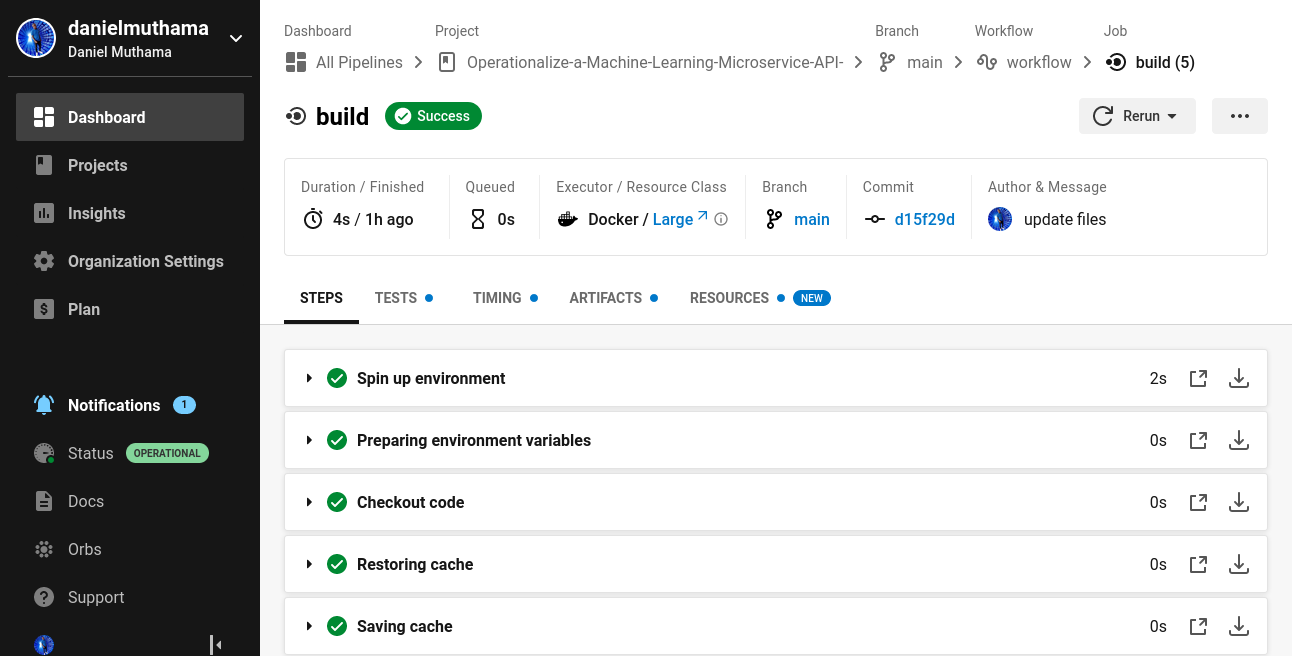 danielmuthama
Daniel Muthama
Dashboard
Projects
Insights
Organization Settings
Plan
Notifications 1
Status OPERATIONAL
Docs
Orbs
Support
Dashboard Project Branch Workflow Job
All Pipelines Operationalize-a-Machine-Learning-Microservice-API- main workflow build (5)
build Success Rerun
Duration / Finished Queued Executor / Resource Class Branch Commit Author & Message
4s / 1h ago 0s Docker / Large main d15f29d update files
STEPS TESTS TIMING ARTIFACTS RESOURCES NEW
Spin up environment 2s
Preparing environment variables 0s
Checkout code 0s
Restoring cache 0s
Saving cache 0s